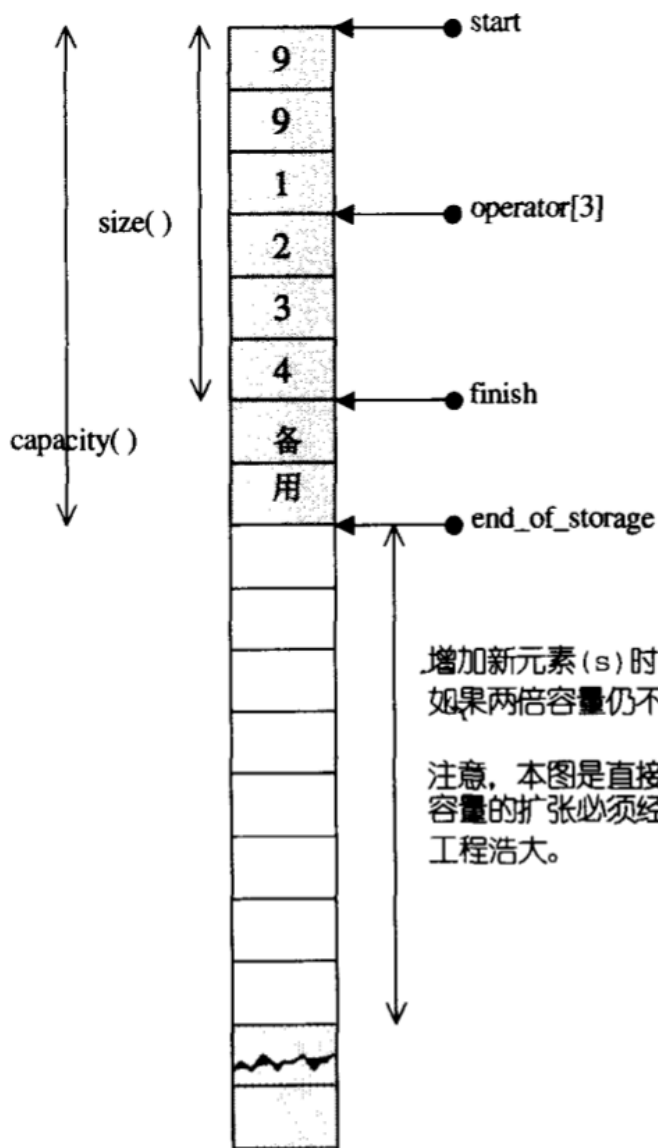 start
9
9
1
operator[3]
size( )
2
3
4
finish
capacity( )
备
用
end_of_storage
增加新元素(s)时
如果两倍容量仍不
注意，本图是直接
容量的扩张必须经
工程浩大。